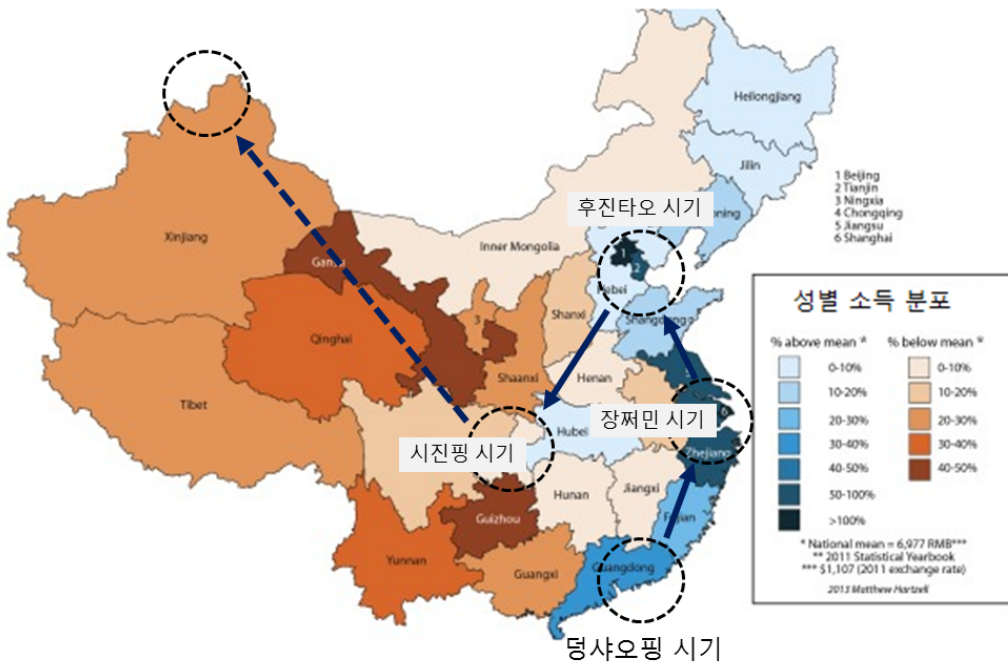 Heilongjiang
Jilin
1 Beijing
2 Tianjin
3 Ningxia
4 Chongqing
5 Jiangsu
6 Shanghai
후진타오 시기
Xinjiang
Inner Mongolia
1
2
Gansu
Hebei
Qinghai
3
Shanxi
Shandong
Tibet
Shaanxi
Henan
장쩌민 시기
6
시진핑 시기
Hubei
Zhejiang
Hunan
Jiangxi
Guizhou
Fujian
Yunnan
Guangxi
Guangdong
덩샤오핑 시기
성별 소득 분포
% above mean * % below mean *
0-10% 0-10%
10-20% 10-20%
20-30% 20-30%
30-40% 30-40%
40-50% 40-50%
50-100%
>100%
* National mean = 6,977 RMB***
** 2011 Statistical Yearbook
*** $1,107 (2011 exchange rate)
2013 Matthew Hartzell